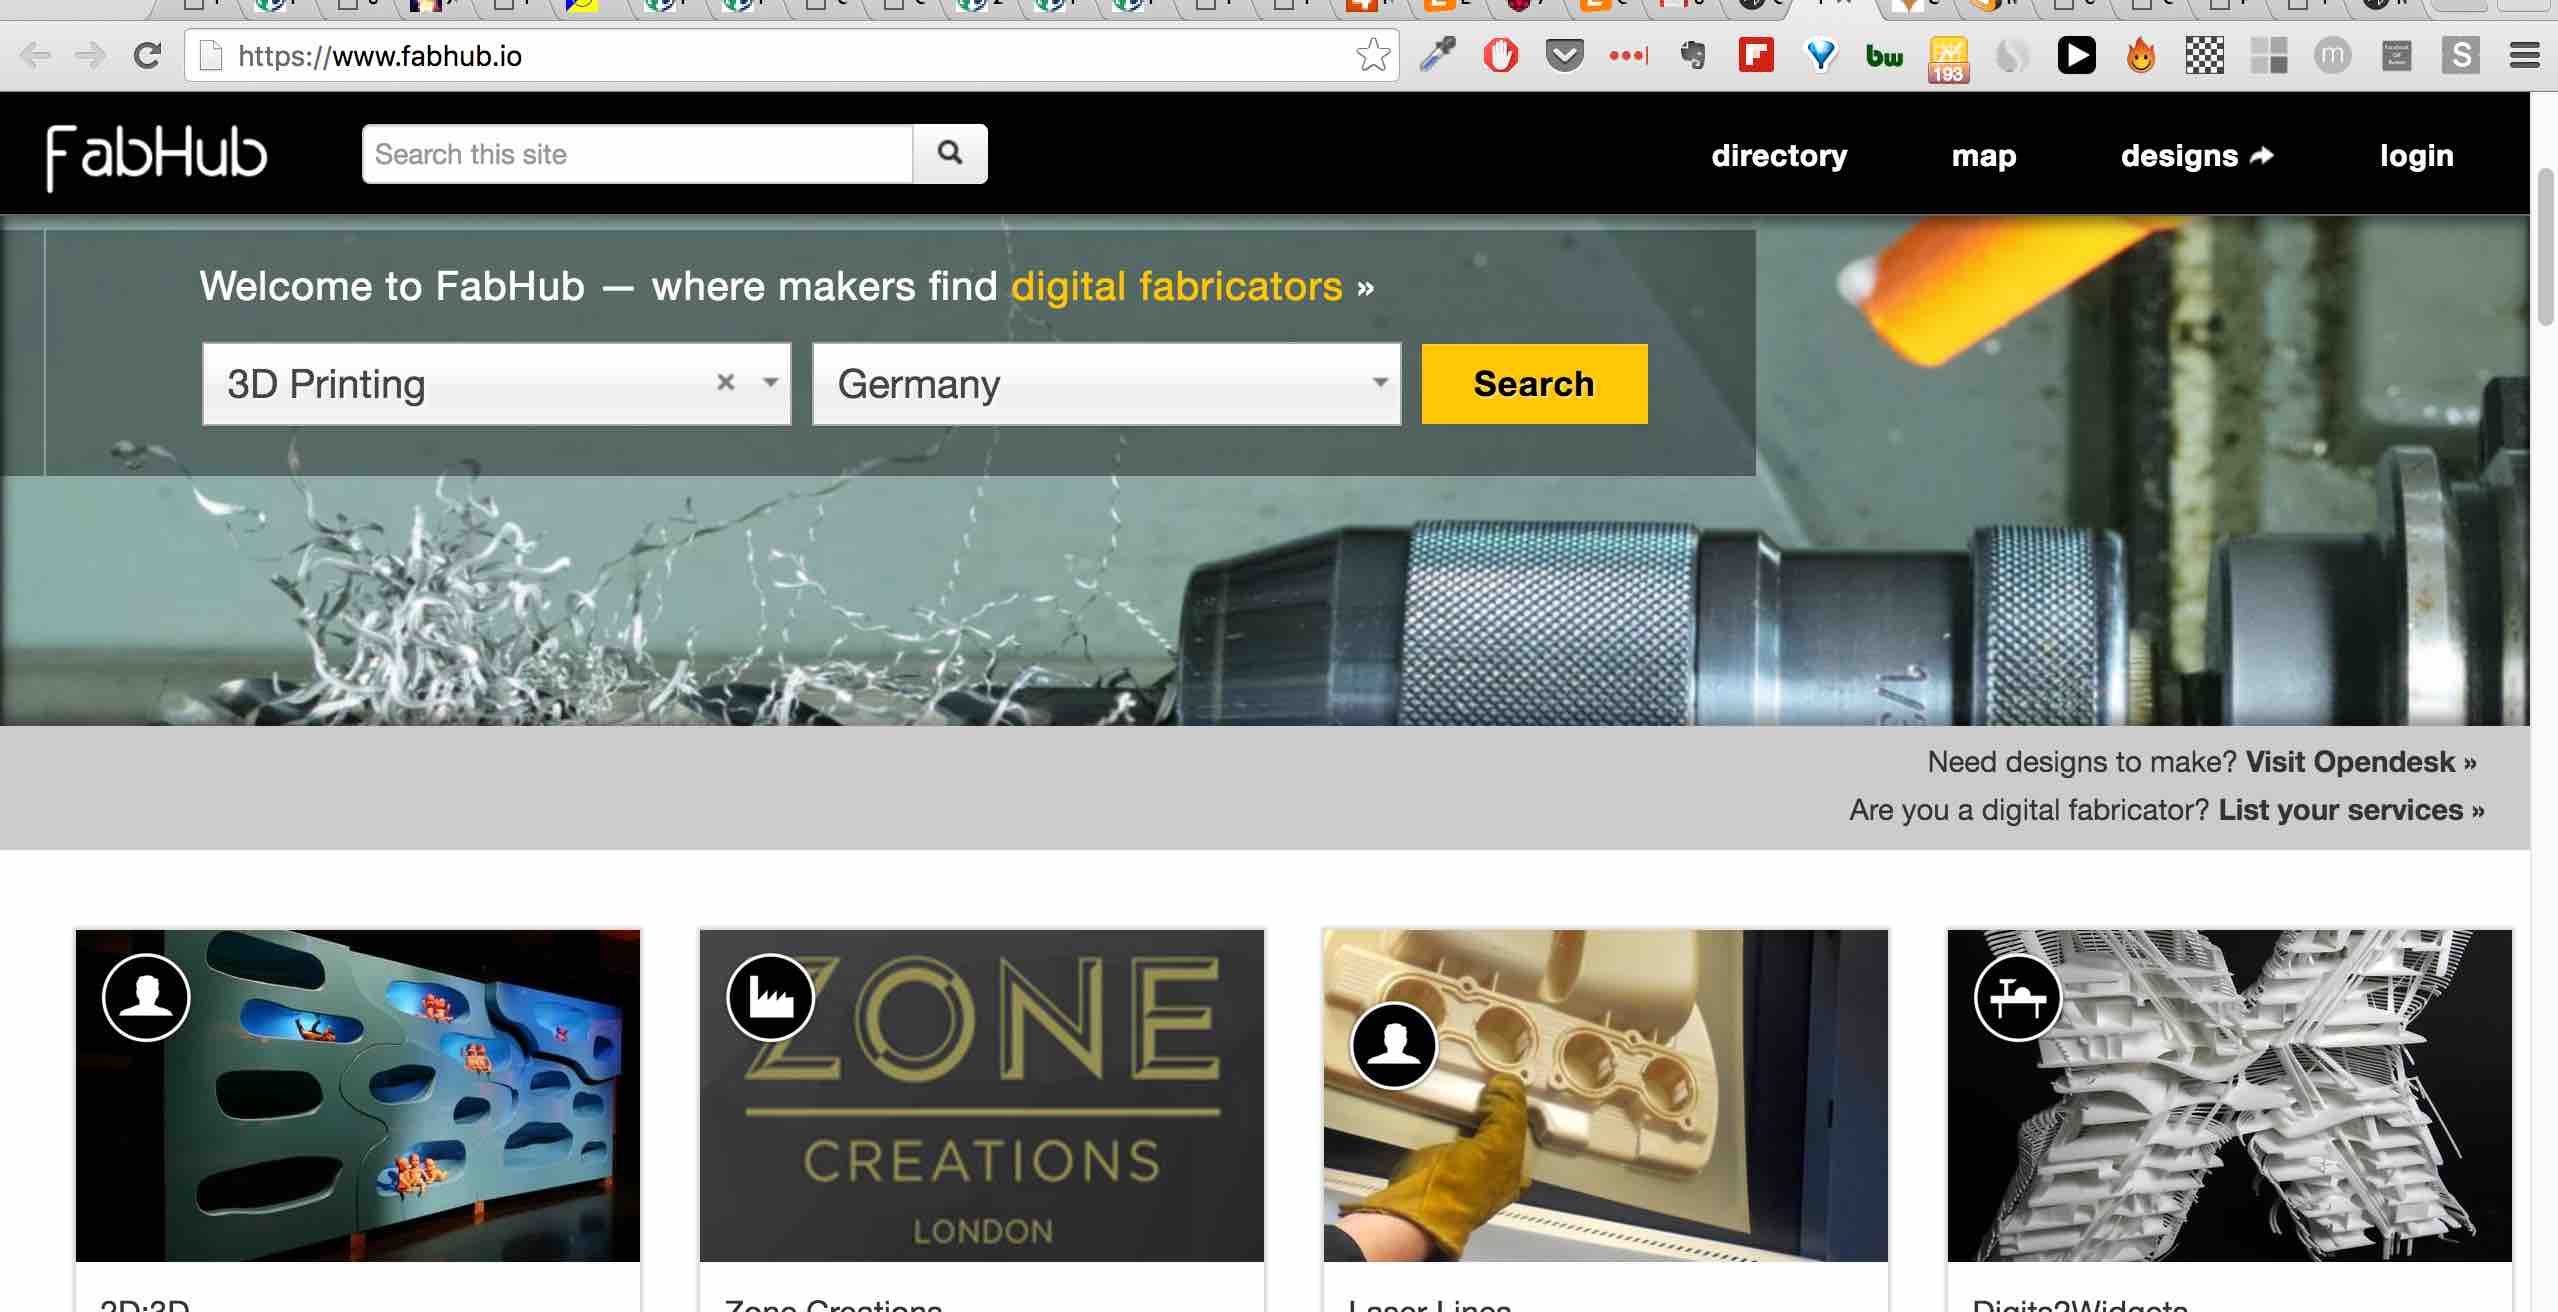 https://www.fabhub.io
193
m
S
FabHub
Search this site
directory
map
designs
login
Welcome to FabHub — where makers find digital fabricators »
3D Printing
Germany
Search
Need designs to make? Visit Opendesk »
Are you a digital fabricator? List your services »
ZONE
CREATIONS
LONDON
2D:3D
Zone Creations
Laser Lines
Digits2Widgets